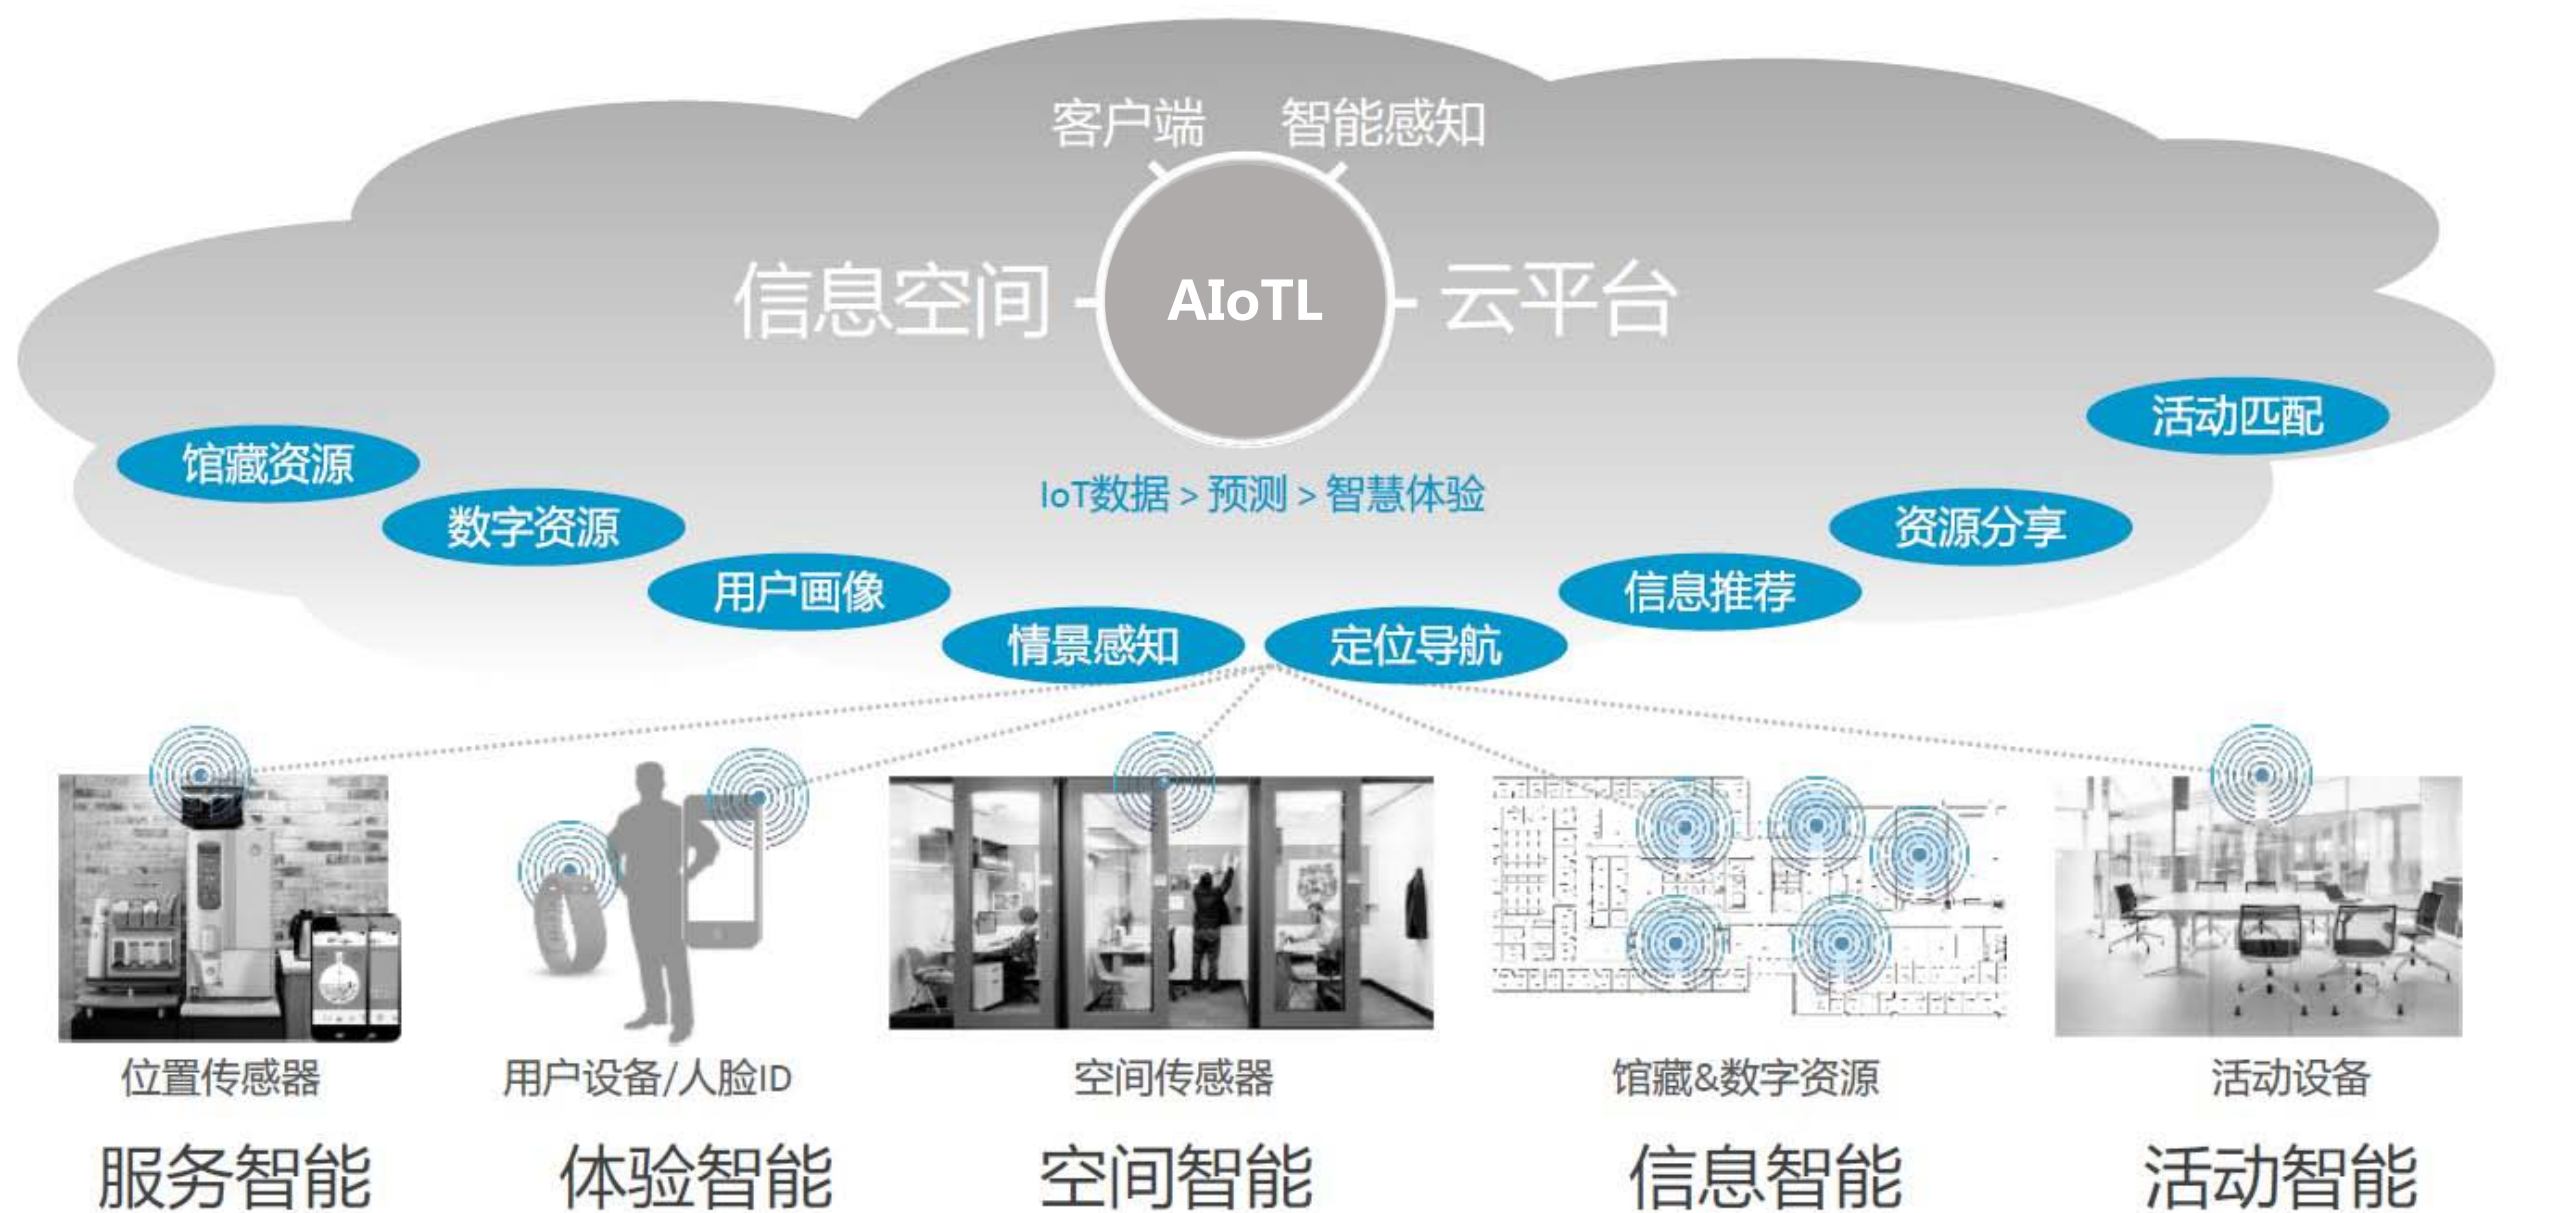 客户端 智能感知
信息空间 AIoTL 云平台
IoT数据 > 预测 > 智慧体验
馆藏资源
数字资源
用户画像
情景感知
定位导航
信息推荐
资源分享
活动匹配
位置传感器
用户设备/人脸ID
空间传感器
馆藏&数字资源
活动设备
服务智能
体验智能
空间智能
信息智能
活动智能